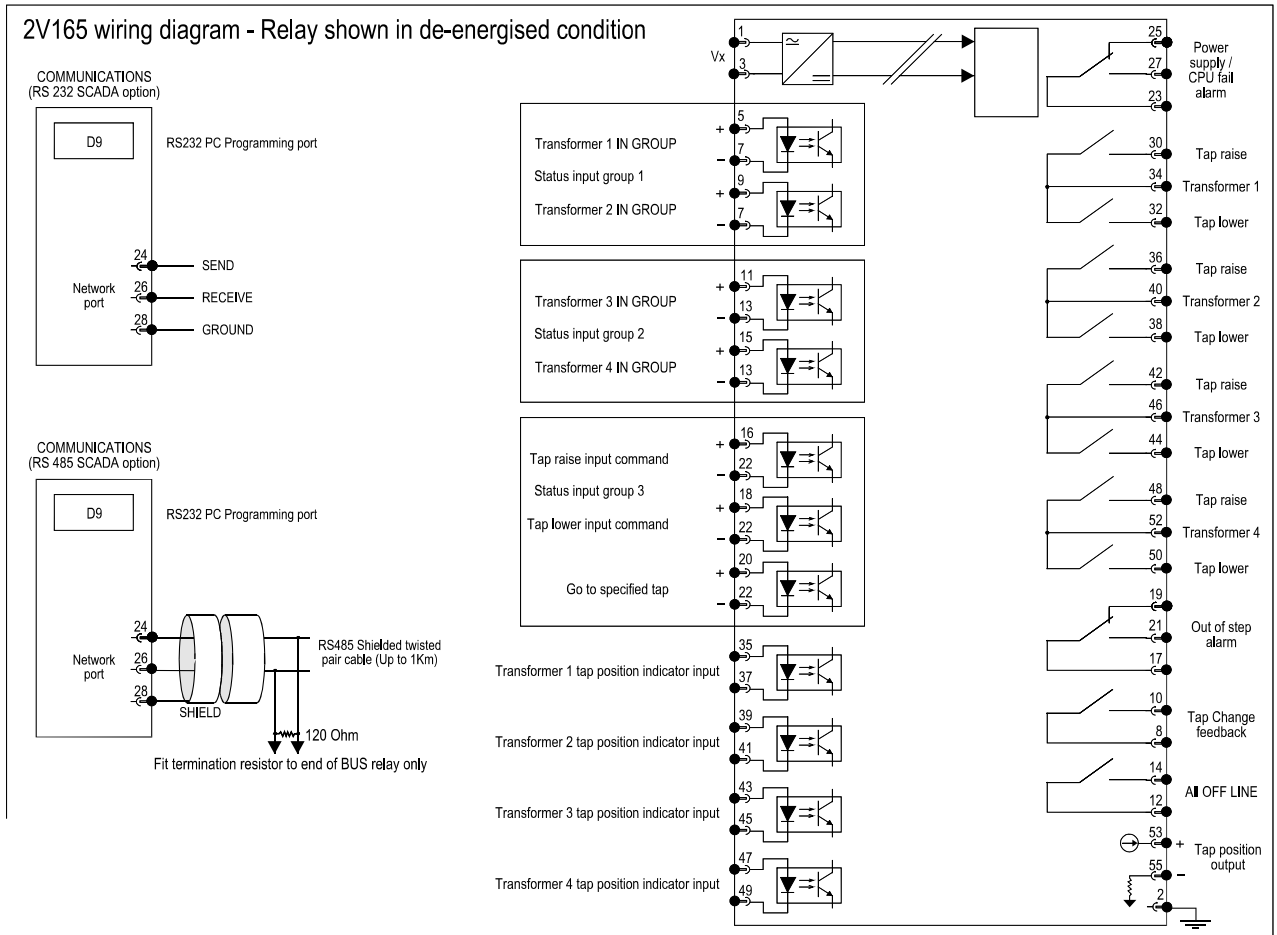 2V165 wiring diagram - Relay shown in de-energised condition
COMMUNICATIONS
(RS 232 SCADA option)
D9
RS232 PC Programming port
Network
port
24
SEND
26
RECEIVE
28
GROUND
COMMUNICATIONS
(RS 485 SCADA option)
D9
RS232 PC Programming port
Network
port
24
26
28
SHIELD
RS485 Shielded twisted
pair cable (Up to 1Km)
120 Ohm
Fit termination resistor to end of BUS relay only
Vx
1
3
Transformer 1 IN GROUP
+ 5
− 7
Status input group 1
Transformer 2 IN GROUP
+ 9
− 7
Transformer 3 IN GROUP
+ 11
− 13
Status input group 2
Transformer 4 IN GROUP
+ 15
− 13
Tap raise input command
+ 16
− 22
Status input group 3
Tap lower input command
+ 18
− 22
Go to specified tap
+ 20
− 22
Transformer 1 tap position indicator input
35
37
Transformer 2 tap position indicator input
39
41
Transformer 3 tap position indicator input
43
45
Transformer 4 tap position indicator input
47
49
25
27
23
Power
supply /
CPU fail
alarm
30 Tap raise
34 Transformer 1
32 Tap lower
36 Tap raise
40 Transformer 2
38 Tap lower
42 Tap raise
46 Transformer 3
44 Tap lower
48 Tap raise
52 Transformer 4
50 Tap lower
19
21
17
Out of step
alarm
10
8
Tap Change
feedback
14
12
All OFF LINE
53 +
55 −
Tap position
output
2